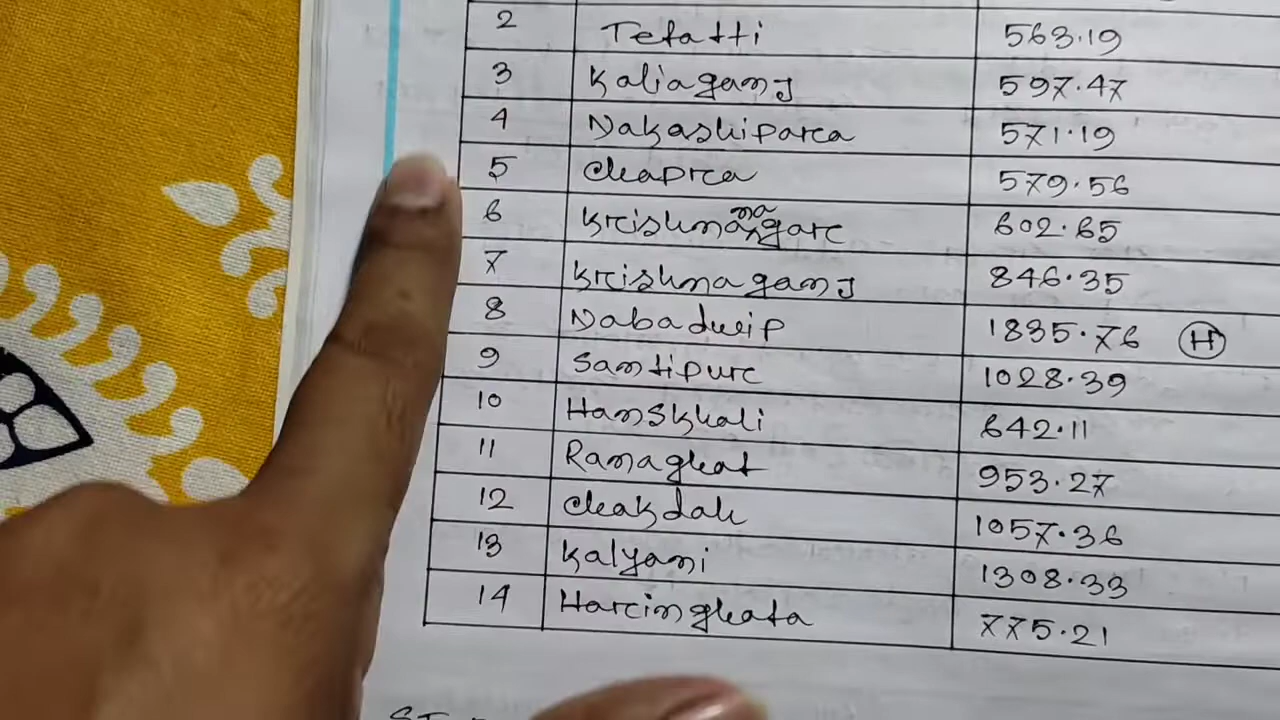 2 Tefatti 563.19
3 Kaliaganj 597.47
4 Nakashipara 571.19
5 Chapra 579.56
6 Krishnanagar 602.65
7 Krishnaganj 846.35
8 Nabadwip 1835.76 H
9 Santipur 1028.39
10 Hanskhali 642.11
11 Ranaghat 953.27
12 Chakdah 1057.36
13 Kalyani 1308.33
14 Haringhata 775.21